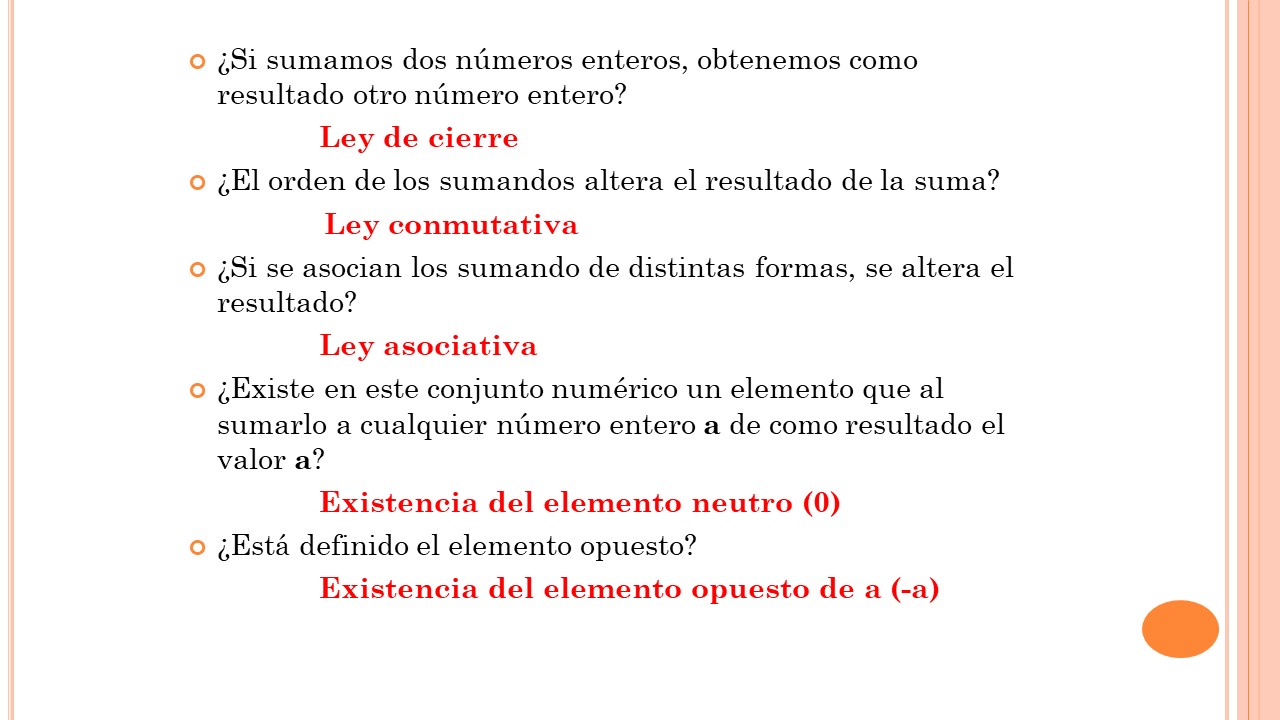 ¿Si sumamos dos números enteros, obtenemos como
resultado otro número entero?
Ley de cierre
¿El orden de los sumandos altera el resultado de la suma?
Ley conmutativa
¿Si se asocian los sumando de distintas formas, se altera el
resultado?
Ley asociativa
¿Existe en este conjunto numérico un elemento que al
sumarlo a cualquier número entero a de como resultado el
valor a?
Existencia del elemento neutro (0)
¿Está definido el elemento opuesto?
Existencia del elemento opuesto de a (-a)